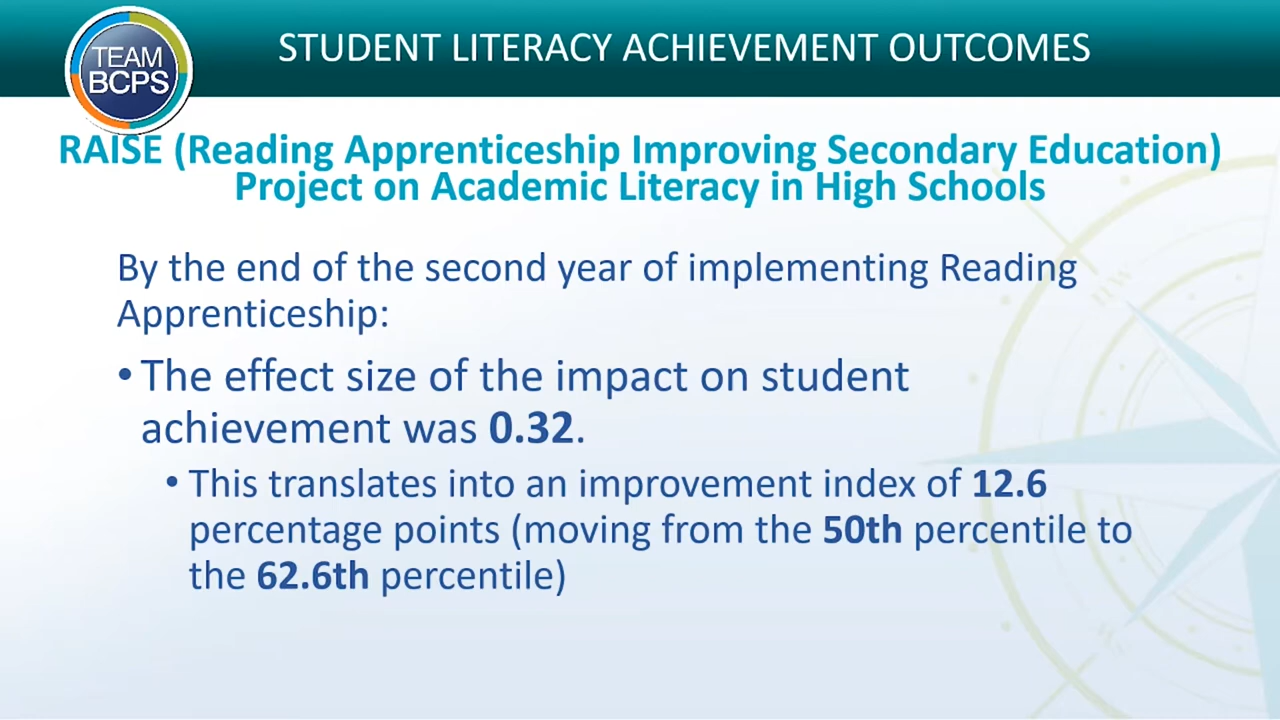 TEAM
BCPS
STUDENT LITERACY ACHIEVEMENT OUTCOMES
RAISE (Reading Apprenticeship Improving Secondary Education)
Project on Academic Literacy in High Schools
By the end of the second year of implementing Reading
Apprenticeship:
• The effect size of the impact on student
achievement was 0.32.
• This translates into an improvement index of 12.6
percentage points (moving from the 50th percentile to
the 62.6th percentile)